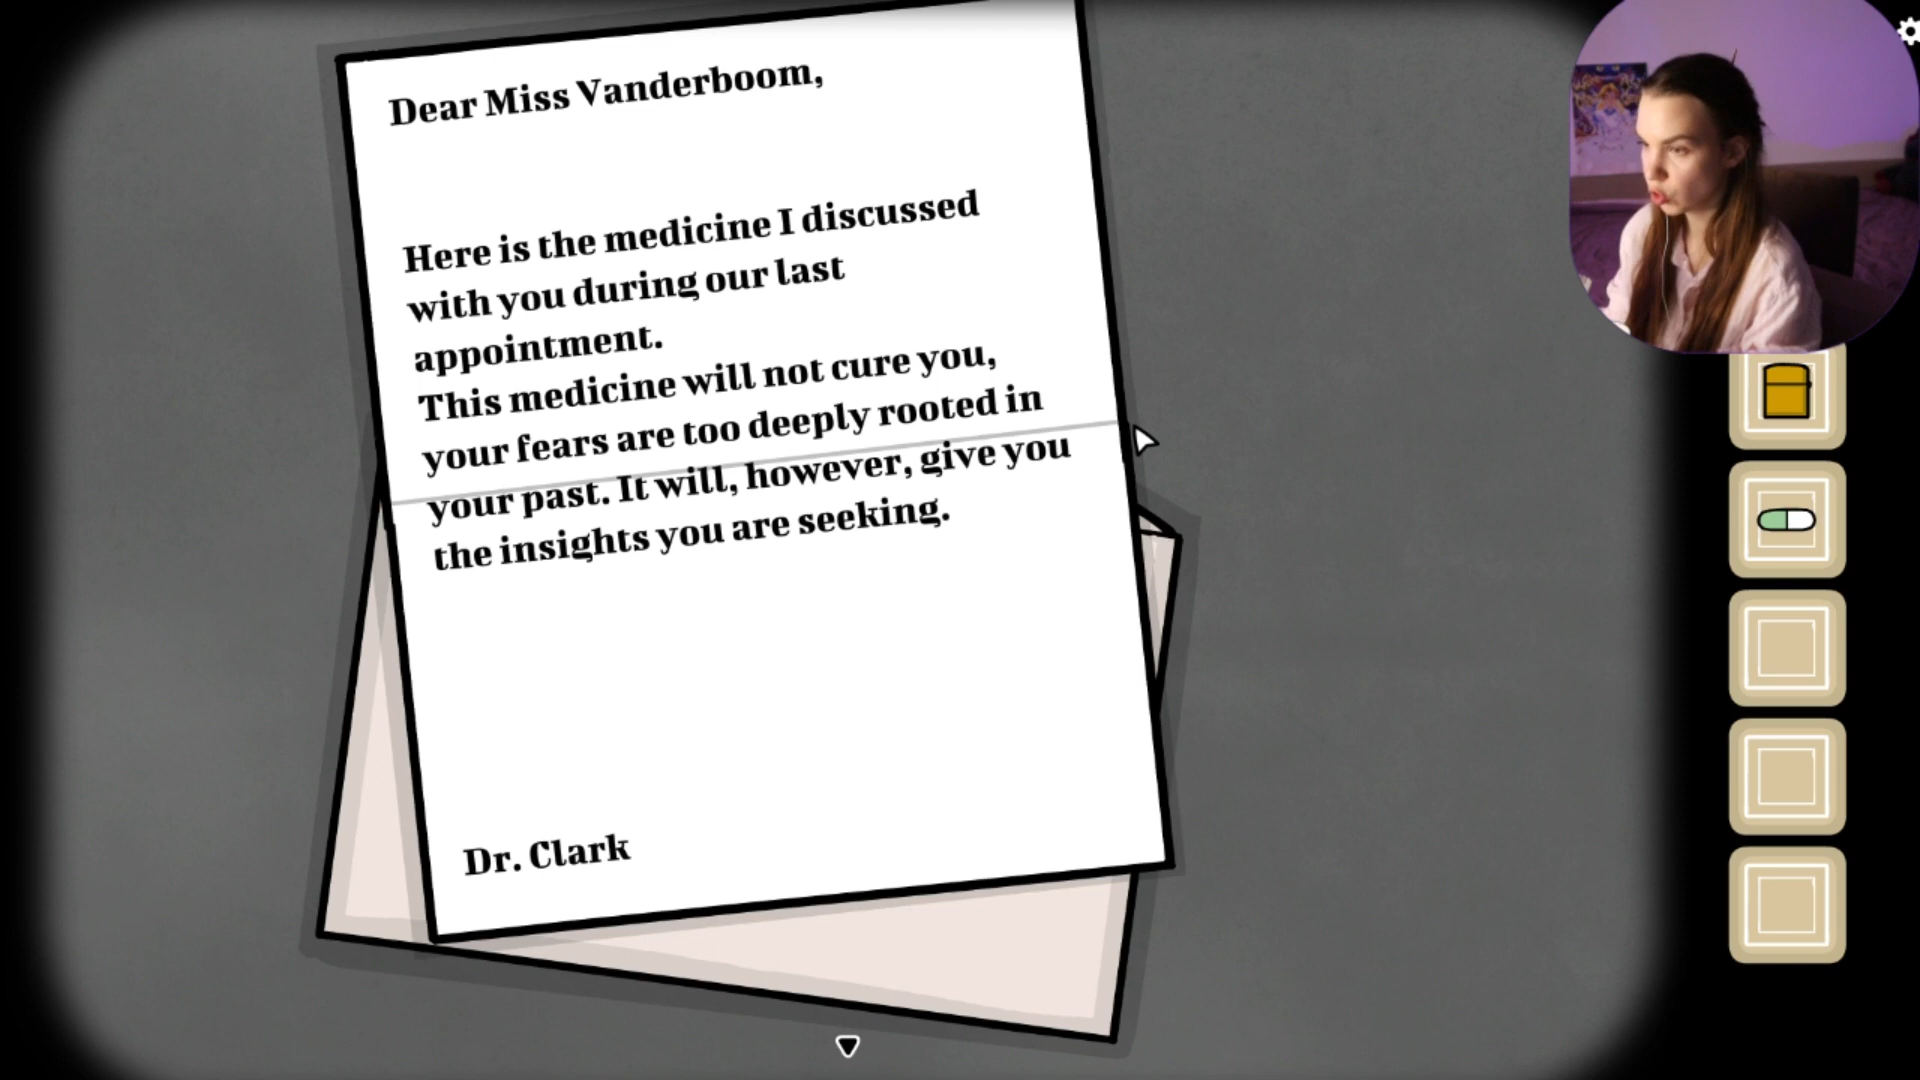 Dear Miss Vanderboom,
Here is the medicine I discussed
with you during our last
appointment.
This medicine will not cure you,
your fears are too deeply rooted in
your past. It will, however, give you
the insights you are seeking.
Dr. Clark